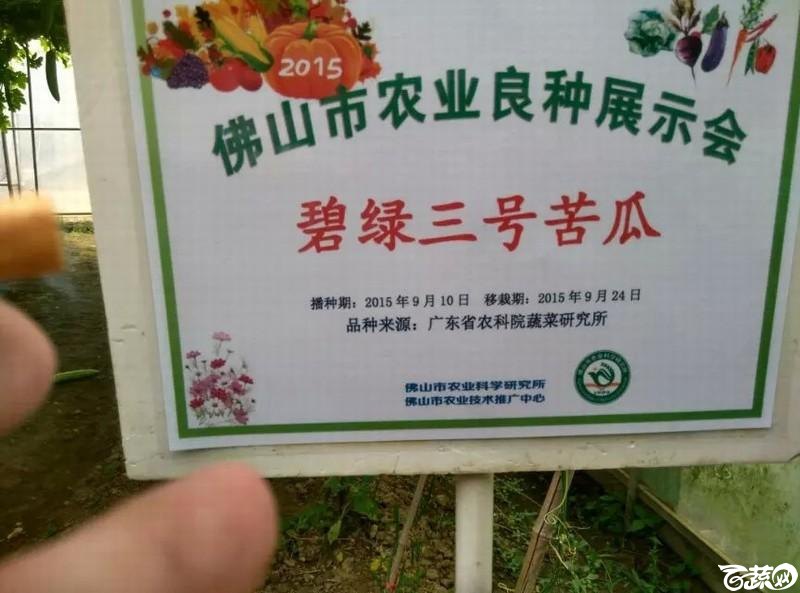 2015
佛山市农业良种展示会
碧绿三号苦瓜
播种期：2015年9月10日 移栽期：2015年9月24日
品种来源：广东省农科院蔬菜研究所
佛山市农业科学研究所
佛山市农业技术推广中心
百蔬网